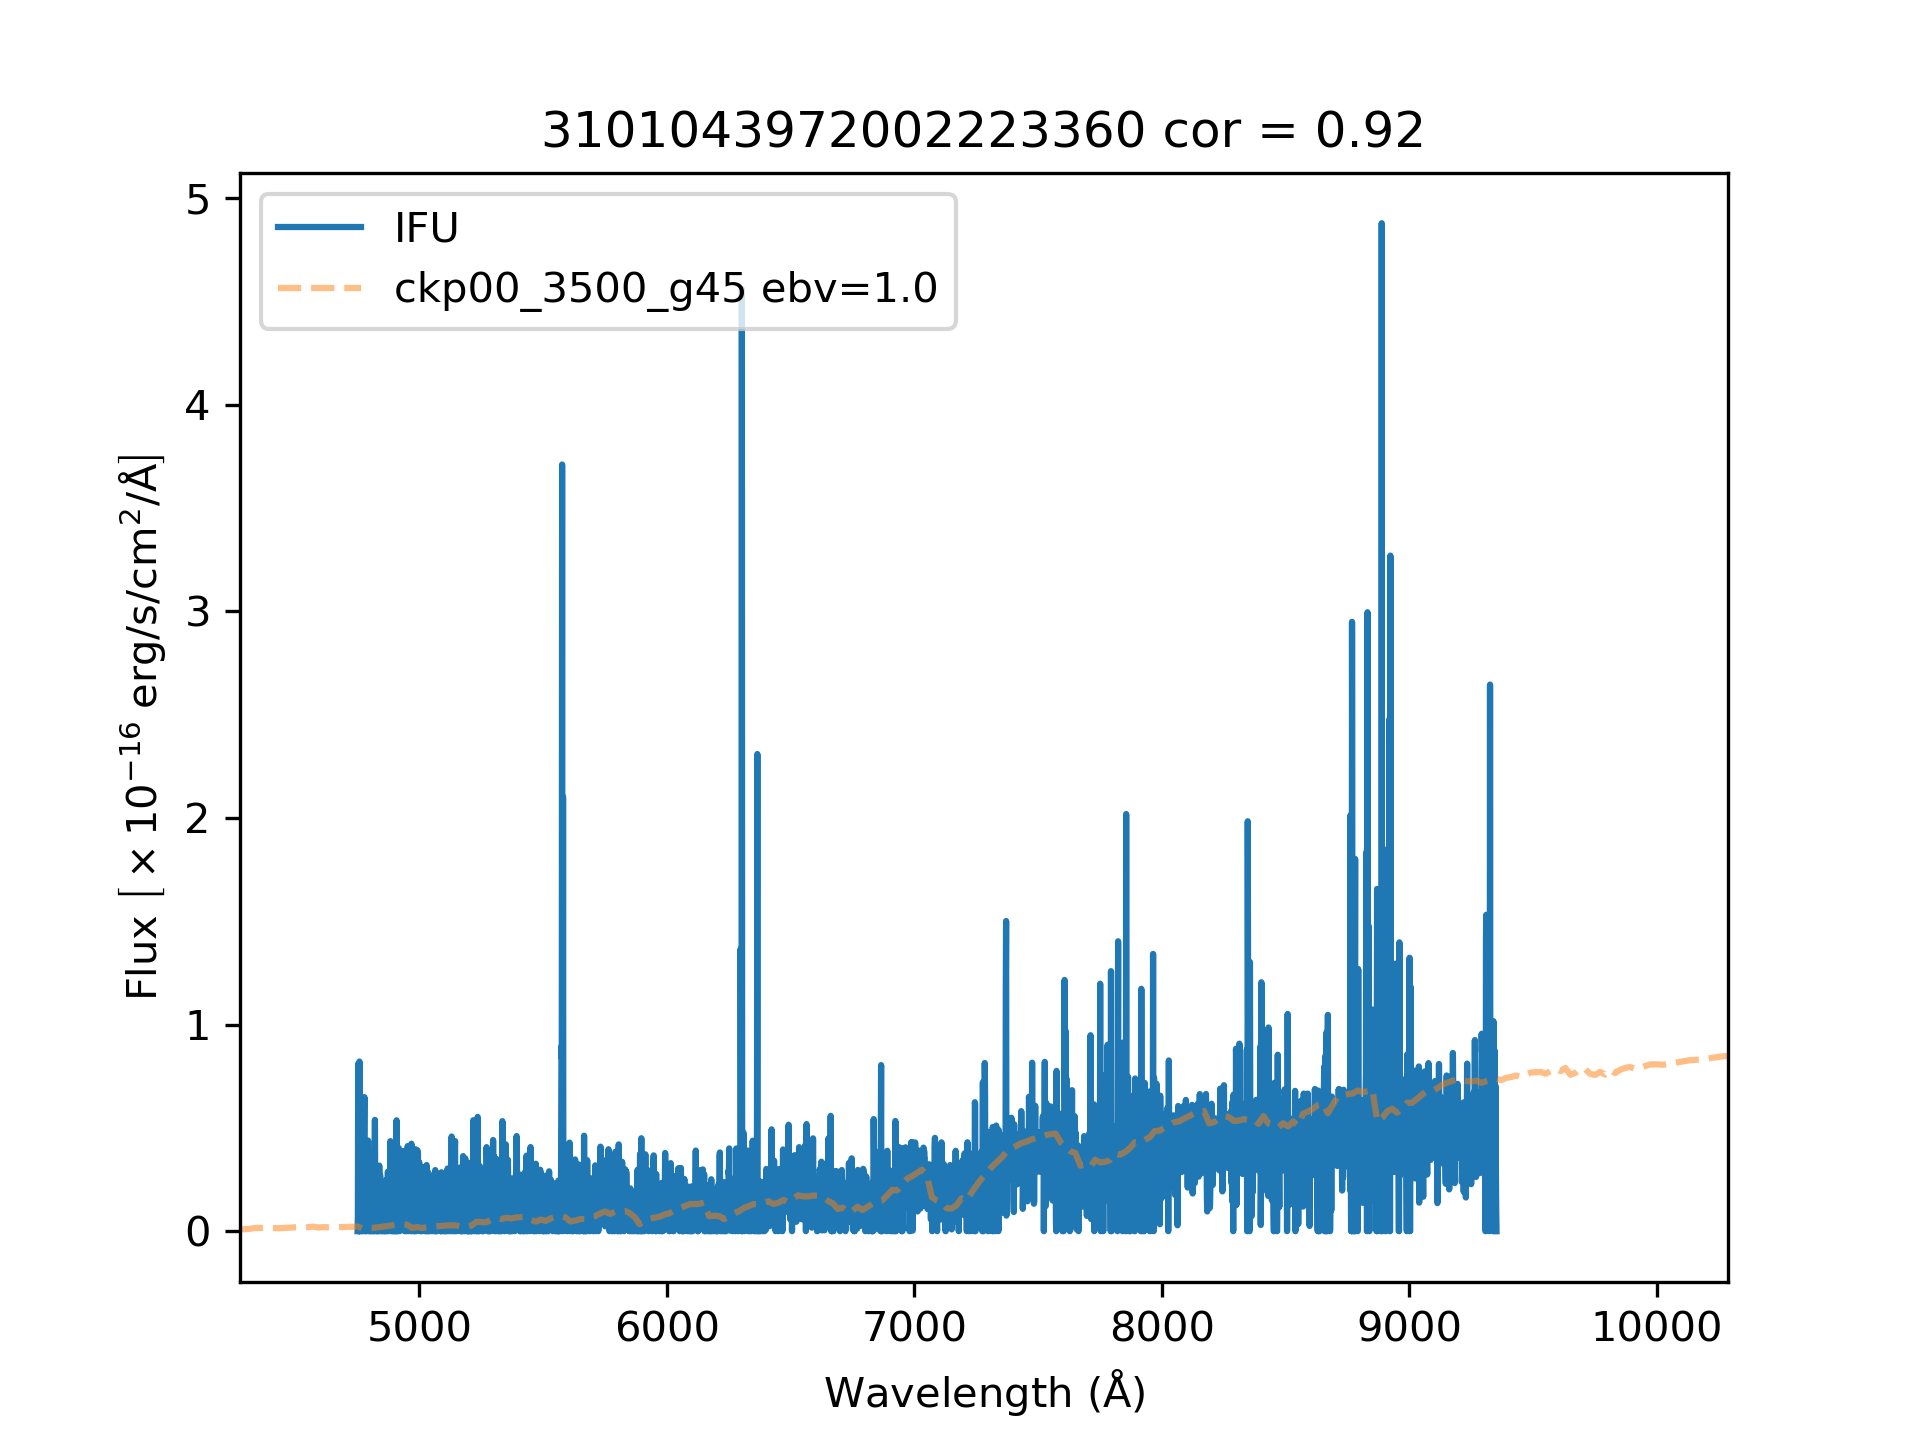 3101043972002223360 cor = 0.92
IFU
ckp00_3500_g45 ebv=1.0
Flux [×10⁻¹⁶ erg/s/cm²/Å]
5
4
3
2
1
0
5000 6000 7000 8000 9000 10000
Wavelength (Å)